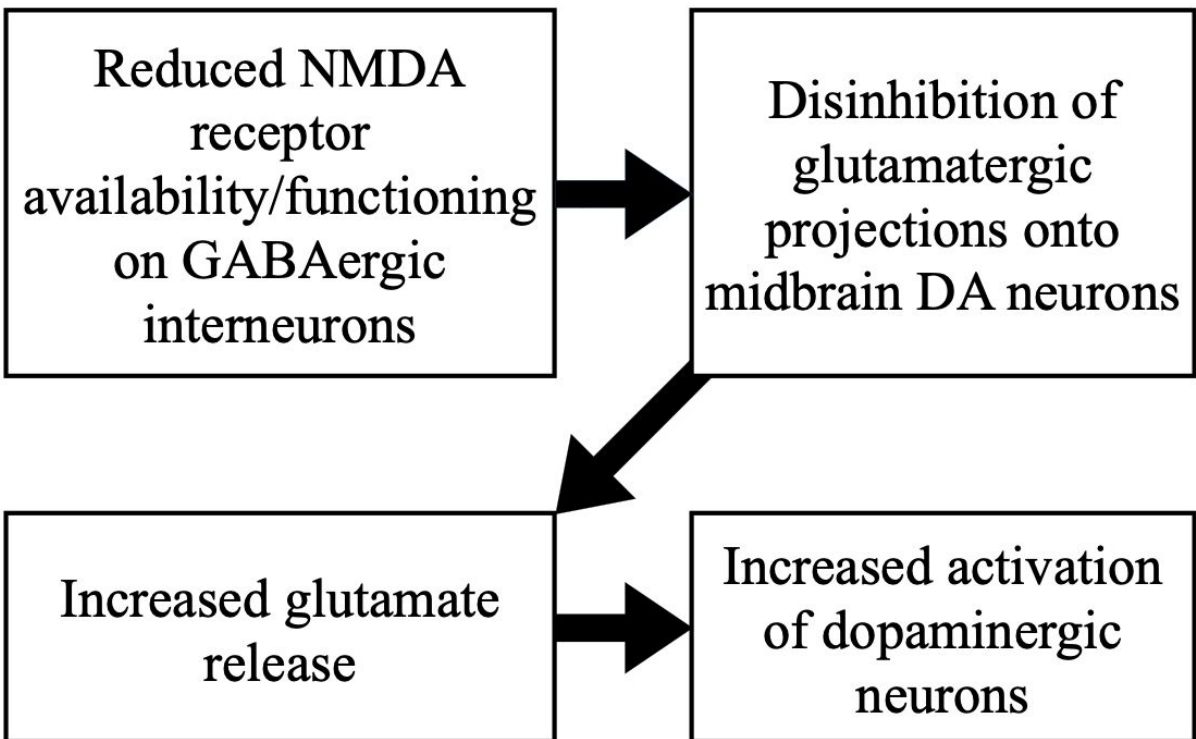 Reduced NMDA
receptor
availability/functioning
on GABAergic
interneurons
Disinhibition of
glutamatergic
projections onto
midbrain DA neurons
Increased glutamate
release
Increased activation
of dopaminergic
neurons